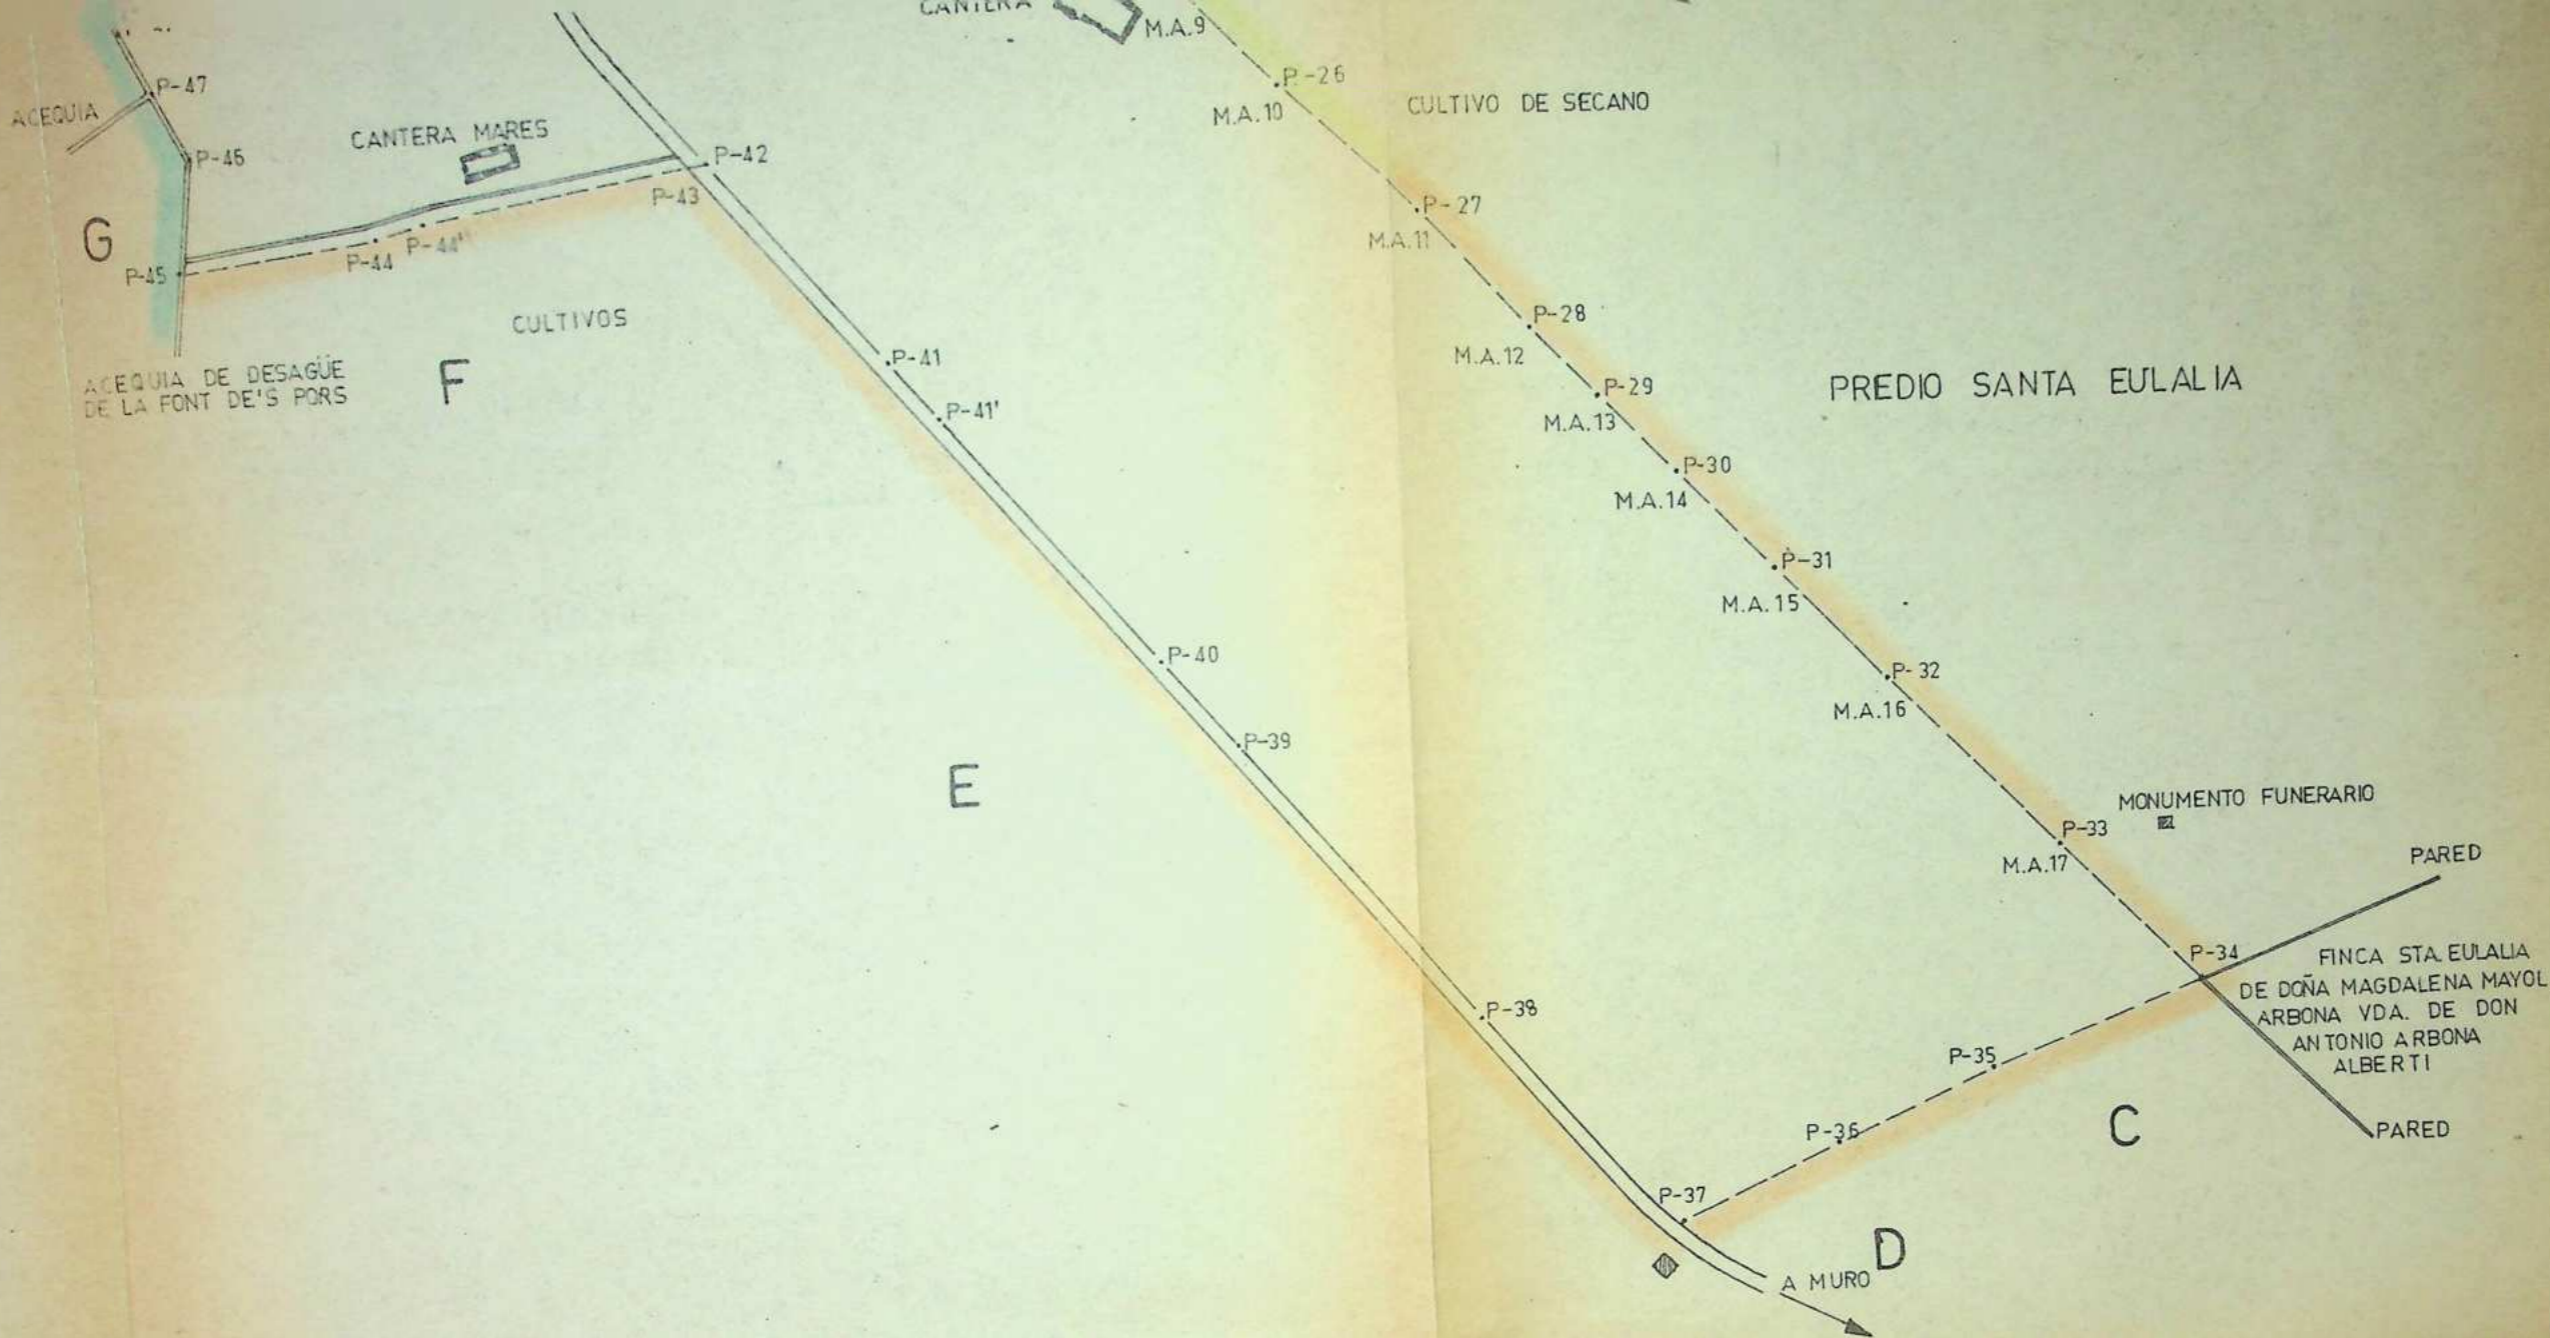 CANTERA
M.A.9
P-47
P-26
ACEQUIA
M.A.10
CULTIVO DE SECANO
CANTERA MARES
P-46
P-42
P-43
P-27
G
P-44'
M.A.11
P-45
P-44
CULTIVOS
P-28
M.A.12
P-41
ACEQUIA DE DESAGÜE
DE LA FONT DE'S PORS
F
P-29
PREDIO SANTA EULALIA
P-41'
M.A.13
P-30
M.A.14
P-31
M.A.15
P-40
P-32
M.A.16
P-39
E
MONUMENTO FUNERARIO
P-33
M.A.17
PARED
P-34
FINCA STA. EULALIA
DE DOÑA MAGDALENA MAYOL
ARBONA VDA. DE DON
ANTONIO ARBONA
ALBERTI
P-38
P-35
C
P-36
PARED
P-37
D
A MURO